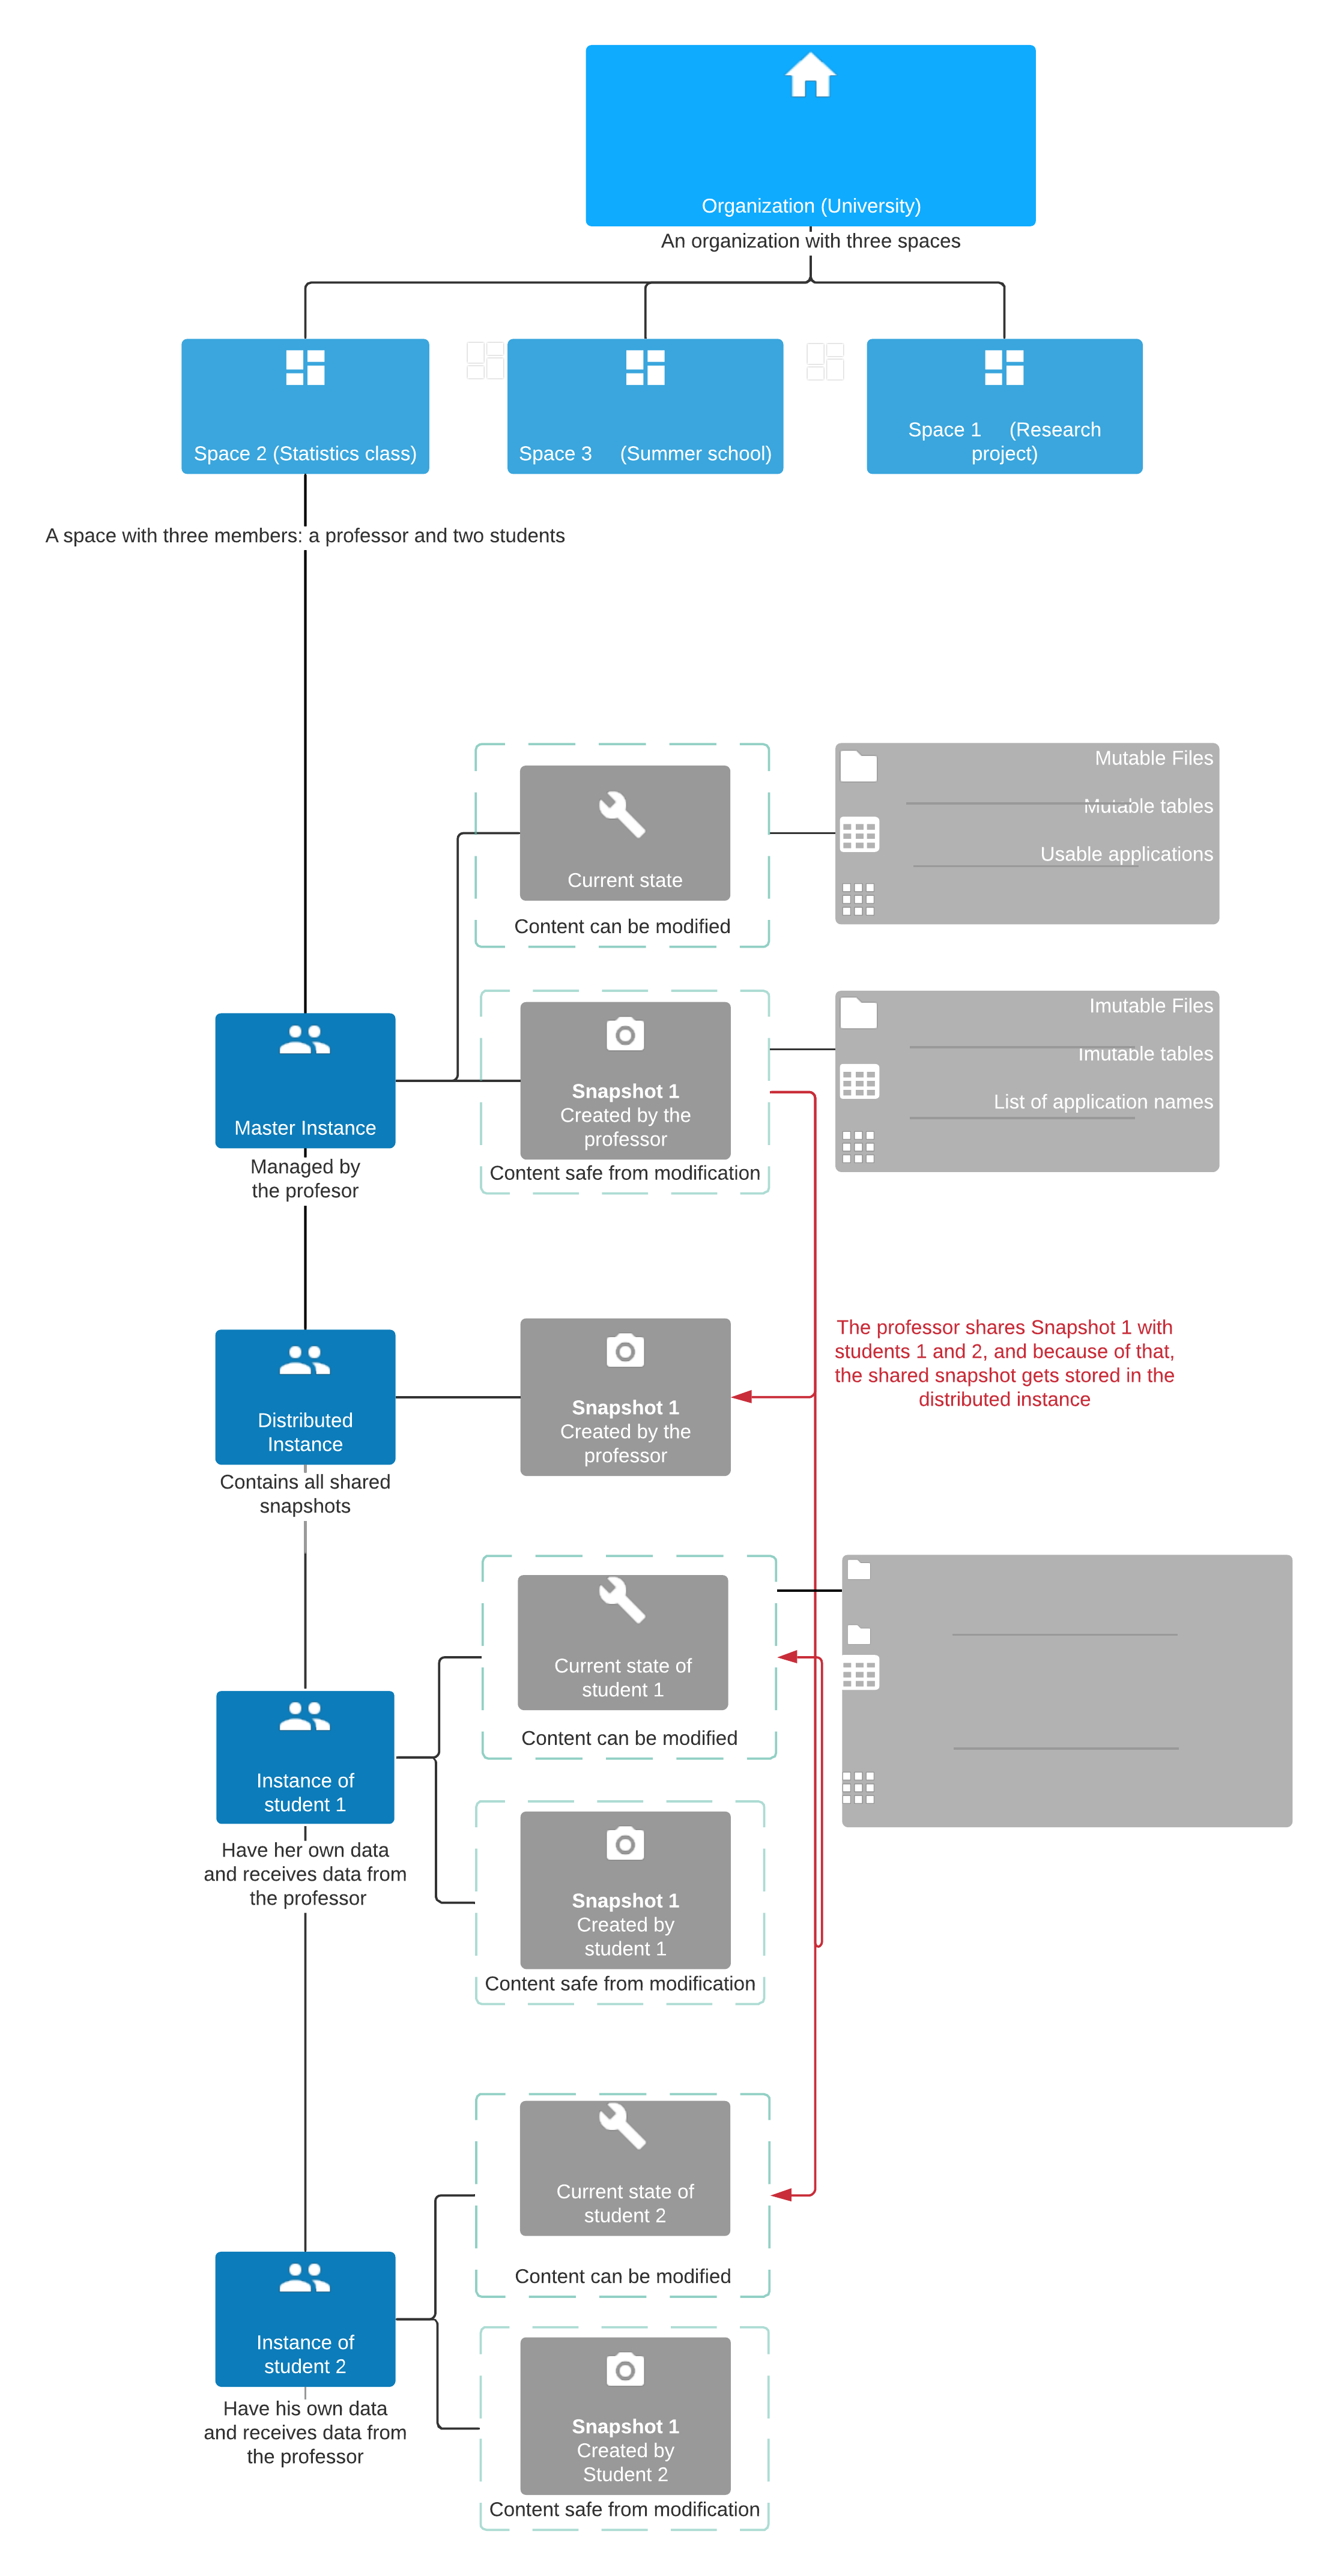 Organization (University)
An organization with three spaces
Space 2 (Statistics class)
Space 3 (Summer school)
Space 1 (Research
project)
A space with three members: a professor and two students
Current state
Content can be modified
Mutable Files
Mutable tables
Usable applications
Master Instance
Managed by
the profesor
Snapshot 1
Created by the
professor
Content safe from modification
Imutable Files
Imutable tables
List of application names
Distributed
Instance
Contains all shared
snapshots
Snapshot 1
Created by the
professor
The professor shares Snapshot 1 with
students 1 and 2, and because of that,
the shared snapshot gets stored in the
distributed instance
Current state of
student 1
Content can be modified
Instance of
student 1
Have her own data
and receives data from
the professor
Snapshot 1
Created by
student 1
Content safe from modification
Current state of
student 2
Content can be modified
Instance of
student 2
Have his own data
and receives data from
the professor
Snapshot 1
Created by
Student 2
Content safe from modification